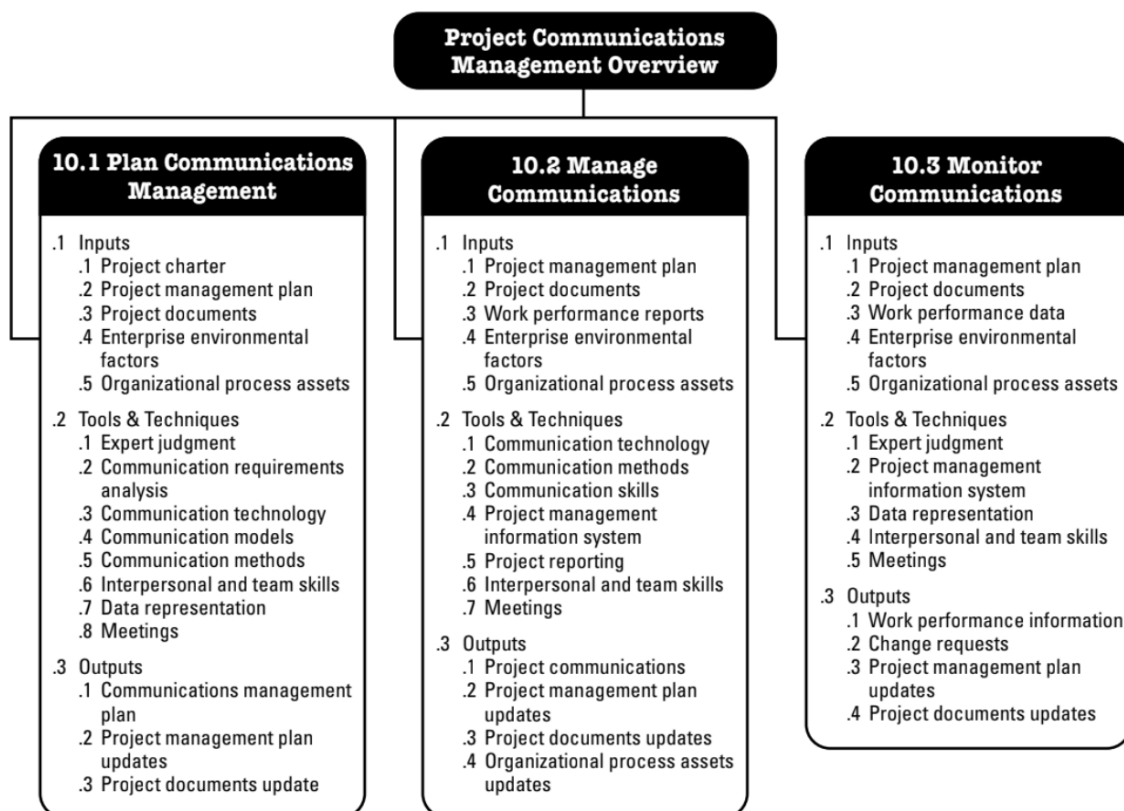 Project Communications
Management Overview
10.1 Plan Communications
Management
.1 Inputs
.1 Project charter
.2 Project management plan
.3 Project documents
.4 Enterprise environmental
factors
.5 Organizational process assets
.2 Tools & Techniques
.1 Expert judgment
.2 Communication requirements
analysis
.3 Communication technology
.4 Communication models
.5 Communication methods
.6 Interpersonal and team skills
.7 Data representation
.8 Meetings
.3 Outputs
.1 Communications management
plan
.2 Project management plan
updates
.3 Project documents update
10.2 Manage
Communications
.1 Inputs
.1 Project management plan
.2 Project documents
.3 Work performance reports
.4 Enterprise environmental
factors
.5 Organizational process assets
.2 Tools & Techniques
.1 Communication technology
.2 Communication methods
.3 Communication skills
.4 Project management
information system
.5 Project reporting
.6 Interpersonal and team skills
.7 Meetings
.3 Outputs
.1 Project communications
.2 Project management plan
updates
.3 Project documents updates
.4 Organizational process assets
updates
10.3 Monitor
Communications
.1 Inputs
.1 Project management plan
.2 Project documents
.3 Work performance data
.4 Enterprise environmental
factors
.5 Organizational process assets
.2 Tools & Techniques
.1 Expert judgment
.2 Project management
information system
.3 Data representation
.4 Interpersonal and team skills
.5 Meetings
.3 Outputs
.1 Work performance information
.2 Change requests
.3 Project management plan
updates
.4 Project documents updates